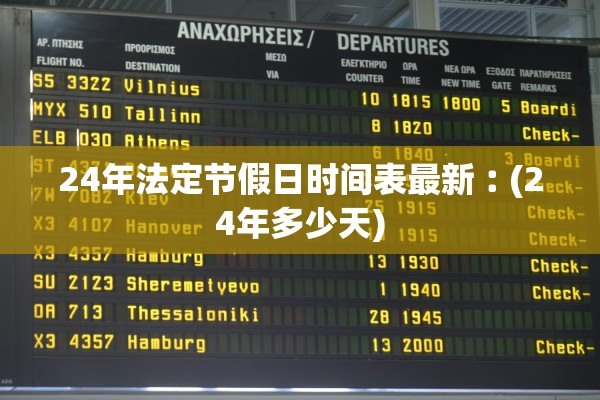 ΑΝΑΧΩΡΗΣΕΙΣ / DEPARTURES
ΑΡ. ΠΤΗΣΗΣ ΠΡΟΟΡΙΣΜΟΣ ΜΕΣΩ ΕΛΕΓΚΤΗΡΙΟ ΩΡΑ ΝΕΑ ΩΡΑ ΕΞΟΔΟΣ ΠΑΡΑΤΗΡΗΣΕΙΣ
FLIGHT NO. DESTINATION VIA COUNTER TIME NEW TIME GATE REMARKS
S5 3322 Vilnius 10 1815 1800 5 Boardi
MYX 510 Tallinn 8 1820 Check-
ELB 030 Athens 6 1840 3 Boardi
24年法定节假日时间表最新：(2
4年多少天)
7W 7082 Kiev 25 1915 Check-
X3 4107 Hanover 1915 Check-
X3 4357 Hamburg 13 1930 Check-
SU 2123 Sheremetyevo 1 1940 Check-
OA 713 Thessaloniki 28 1945
X3 4357 Hamburg 13 2000 Check-